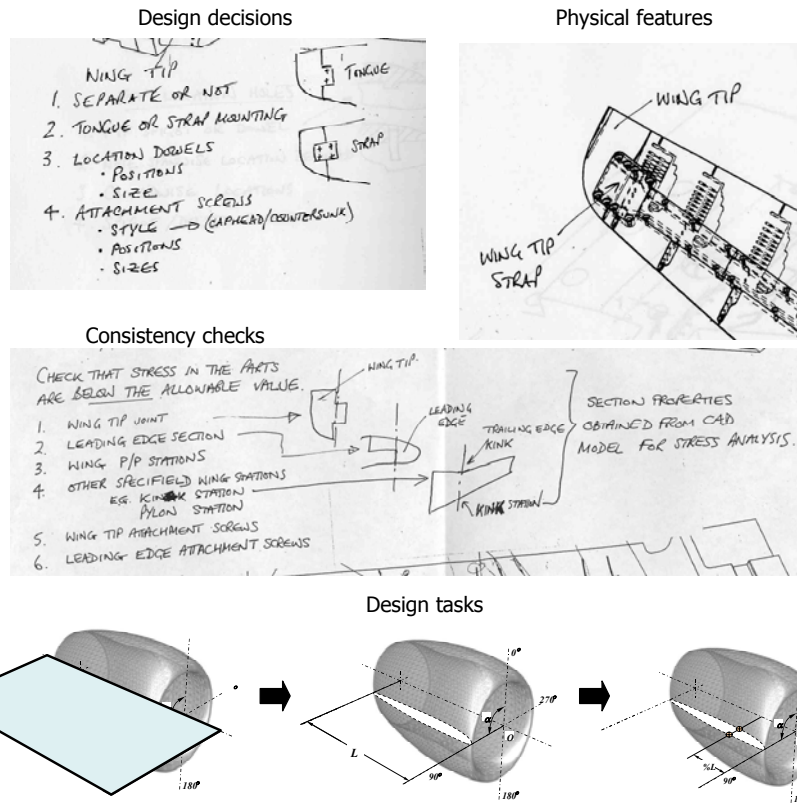 Design decisions
WING TIP
1. SEPARATE OR NOT
2. TONGUE OR STRAP MOUNTING
3. LOCATION DOWELS
• POSITIONS
• SIZE
4. ATTACHMENT SCREWS
• STYLE → (CAPHEAD/COUNTERSUNK)
• POSITIONS
• SIZES
TONGUE
STRAP
Physical features
WING TIP
WING TIP
STRAP
Consistency checks
CHECK THAT STRESS IN THE PARTS
ARE BELOW THE ALLOWABLE VALUE.
1. WING TIP JOINT
2. LEADING EDGE SECTION
3. WING P/P STATIONS
4. OTHER SPECIFIELD WING STATIONS
E.G. KINK STATION
PYLON STATION
5. WING TIP ATTACHMENT SCREWS
6. LEADING EDGE ATTACHMENT SCREWS
WING TIP.
LEADING
EDGE
TRAILING EDGE
KINK
KINK STATION
SECTION PROPERTIES
OBTAINED FROM CAD
MODEL FOR STRESS ANALYSIS.
Design tasks
180°
0°
270°
α
O
L
90°
180°
α
%L
90°